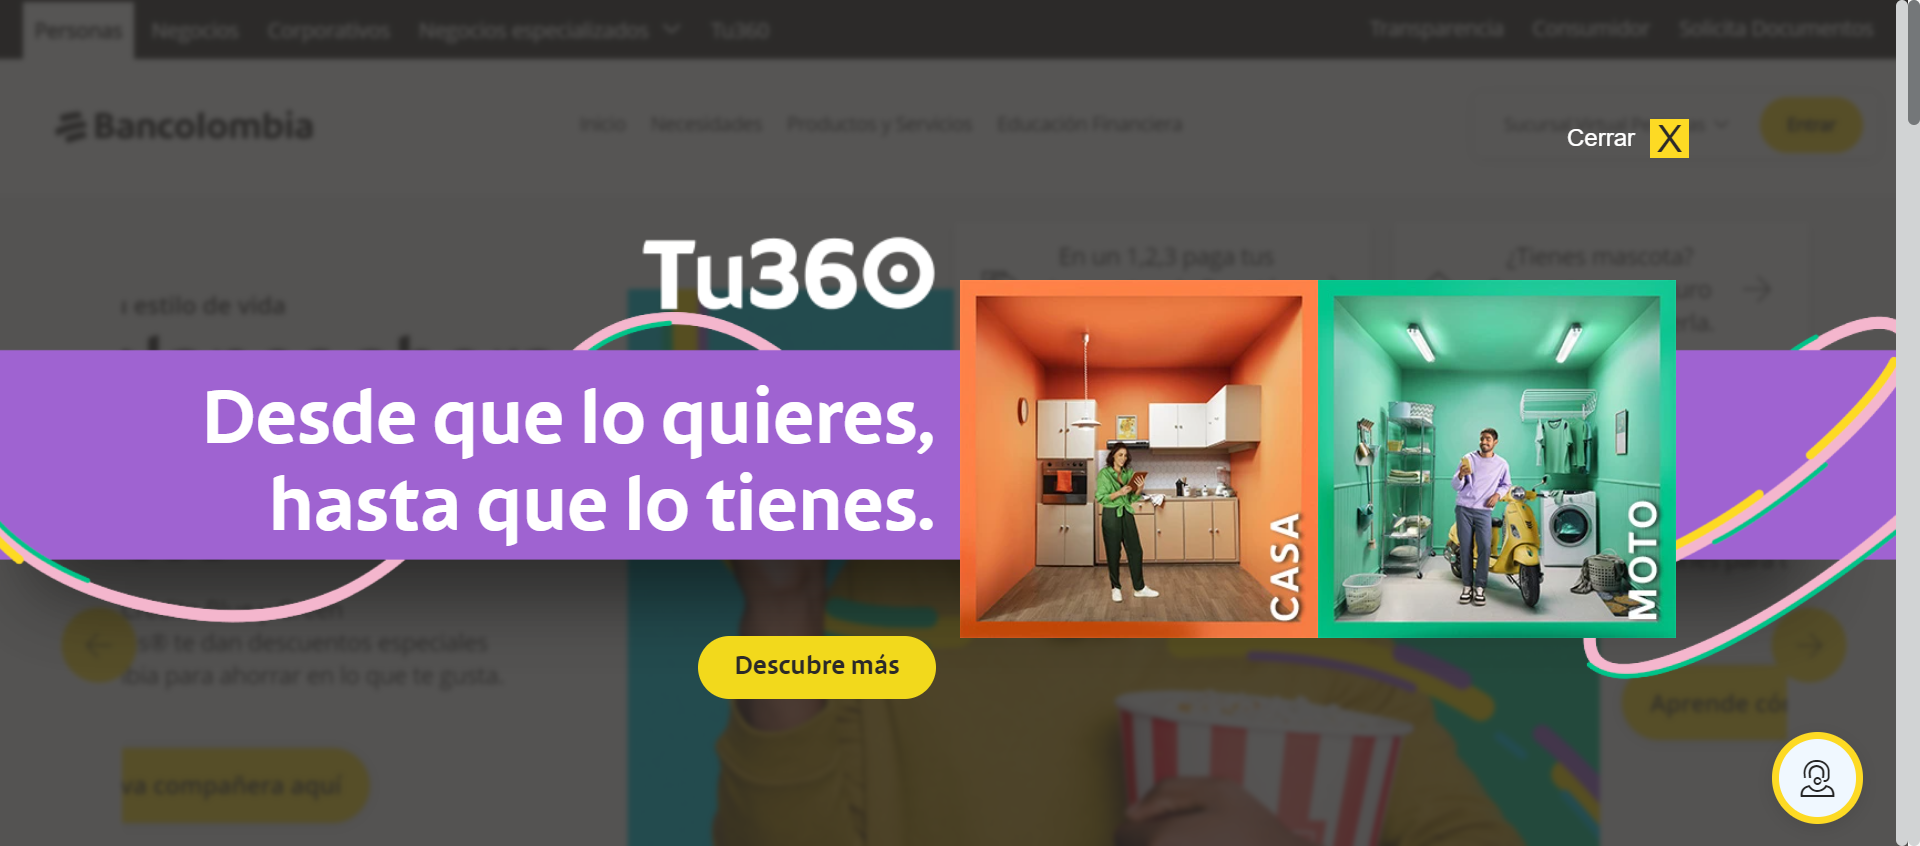 Personas Negocios Corporativos Negocios especializados Tu360 Transparencia Consumidor Solicita Documentos
Bancolombia Inicio Necesidades Productos y Servicios Educación Financiera Sucursal Virtual Entrar
Cerrar X
Tu360
En un 1,2,3 paga tus
¿Tienes mascota?
estilo de vida
Desde que lo quieres,
hasta que lo tienes.
CASA
MOTO
s® te dan descuentos especiales
bia para ahorrar en lo que te gusta.
Descubre más
Aprende có
va compañera aquí